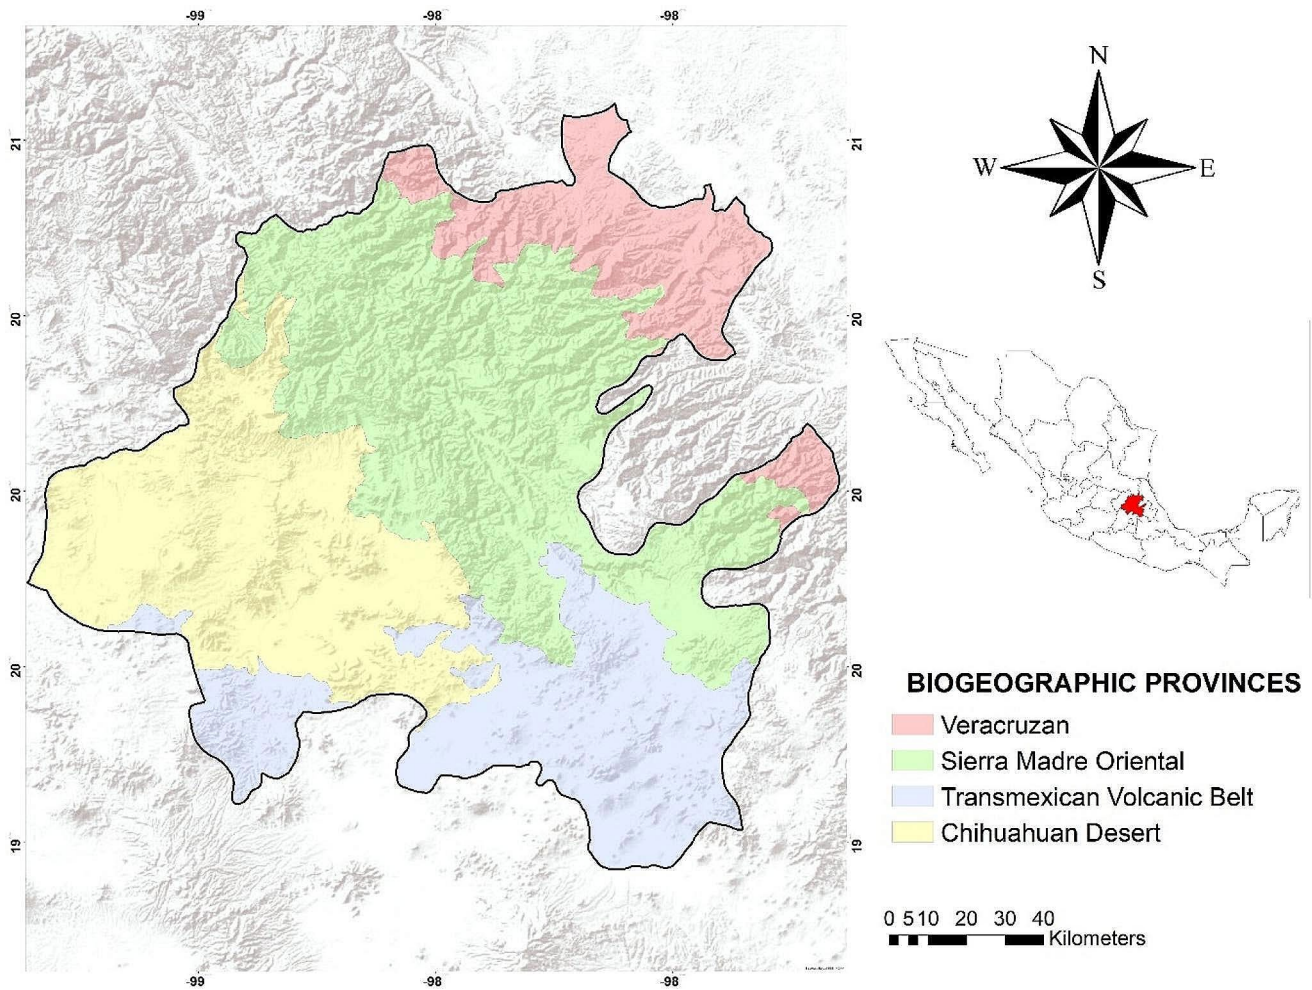 -99 -98 -98
21 21
20 20
20 20
20 20
19 19
-99 -98 -98
N
W E
S
BIOGEOGRAPHIC PROVINCES
Veracruzan
Sierra Madre Oriental
Transmexican Volcanic Belt
Chihuahuan Desert
0 5 10 20 30 40
Kilometers